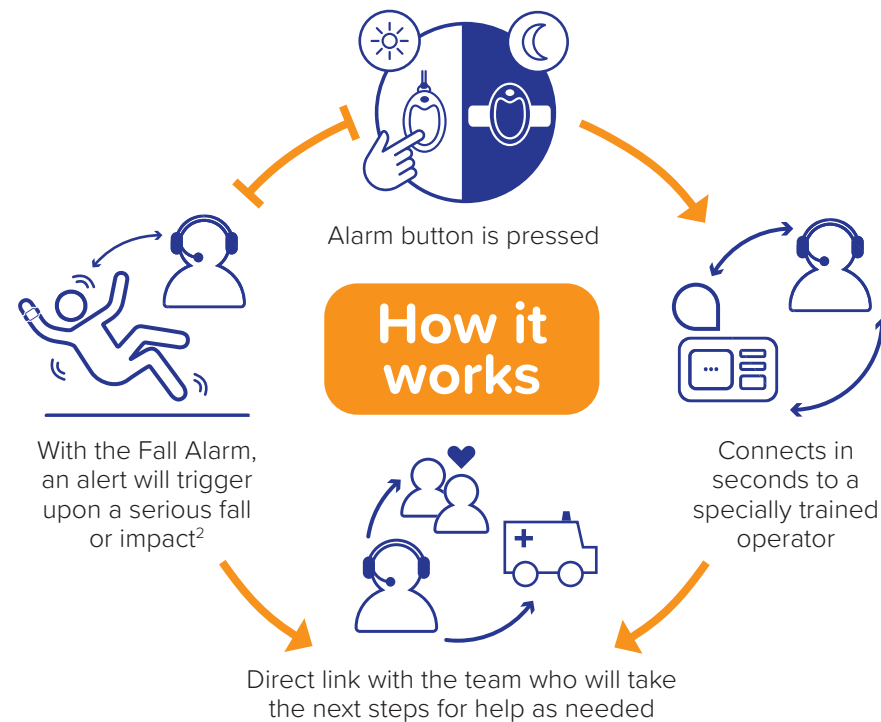 Alarm button is pressed
How it
works
With the Fall Alarm,
an alert will trigger
upon a serious fall
or impact²
Connects in
seconds to a
specially trained
operator
Direct link with the team who will take
the next steps for help as needed